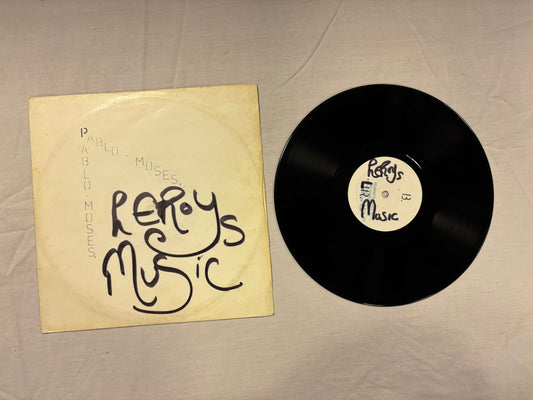 PABLO · MOSES.
PABLO · MOSES.
LEROYS
MUSIC
LEROYS
B.
MUSIC